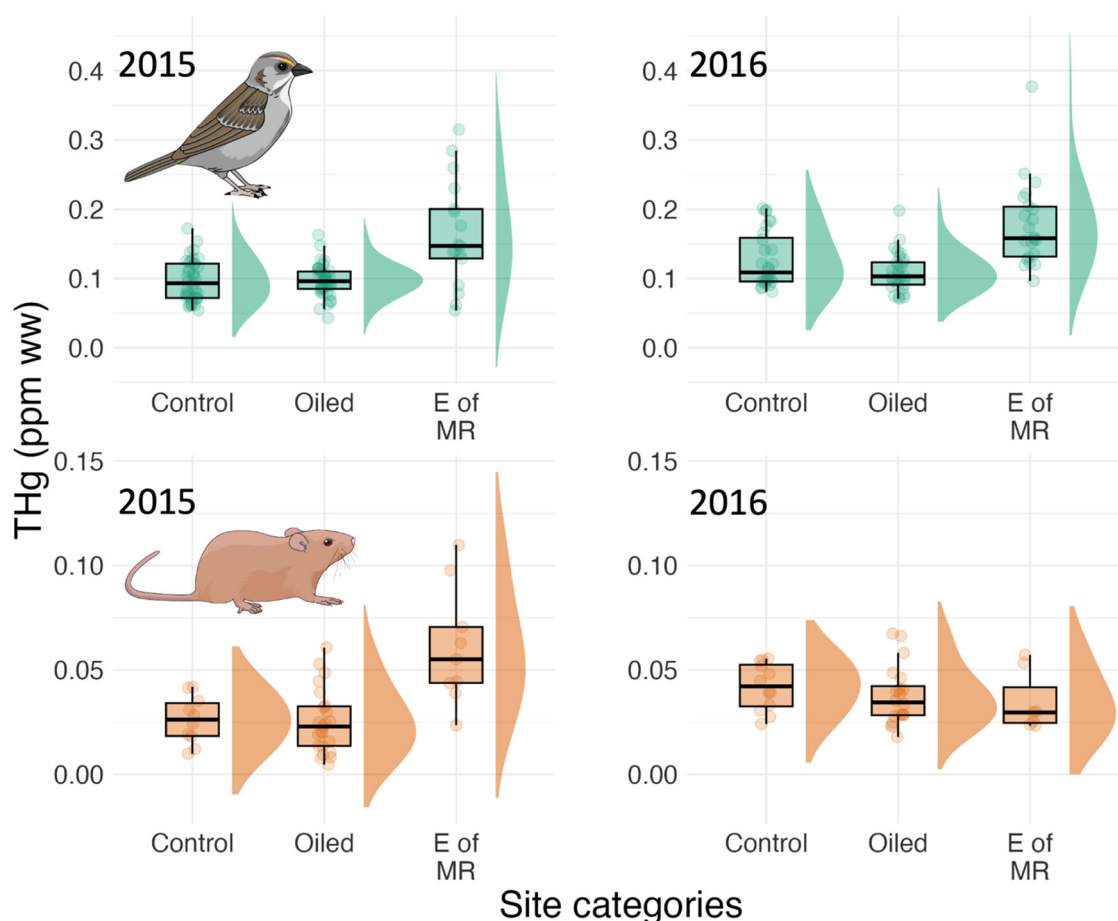 THg (ppm ww)
2015
0.4
0.3
0.2
0.1
0.0
Control Oiled E of
MR
2016
0.4
0.3
0.2
0.1
0.0
Control Oiled E of
MR
2015
0.15
0.10
0.05
0.00
Control Oiled E of
MR
2016
0.15
0.10
0.05
0.00
Control Oiled E of
MR
Site categories